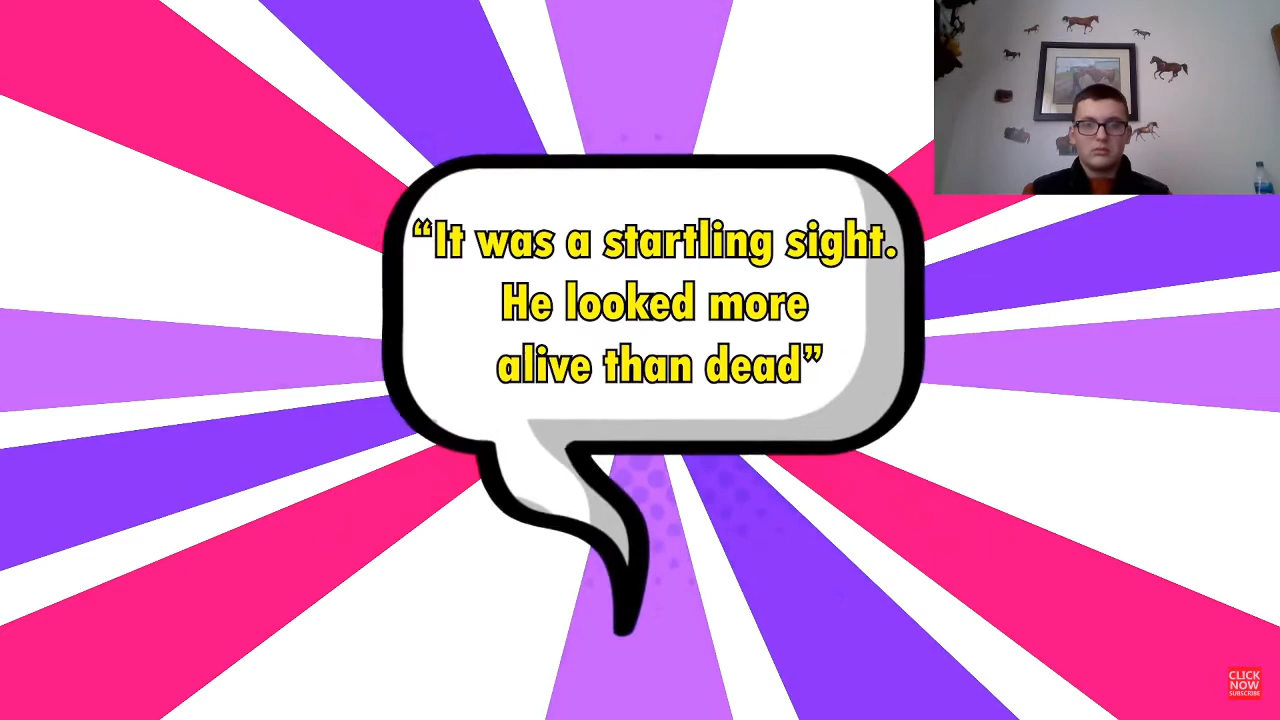 “It was a startling sight.
He looked more
alive than dead”
CLICK
NOW
SUBSCRIBE